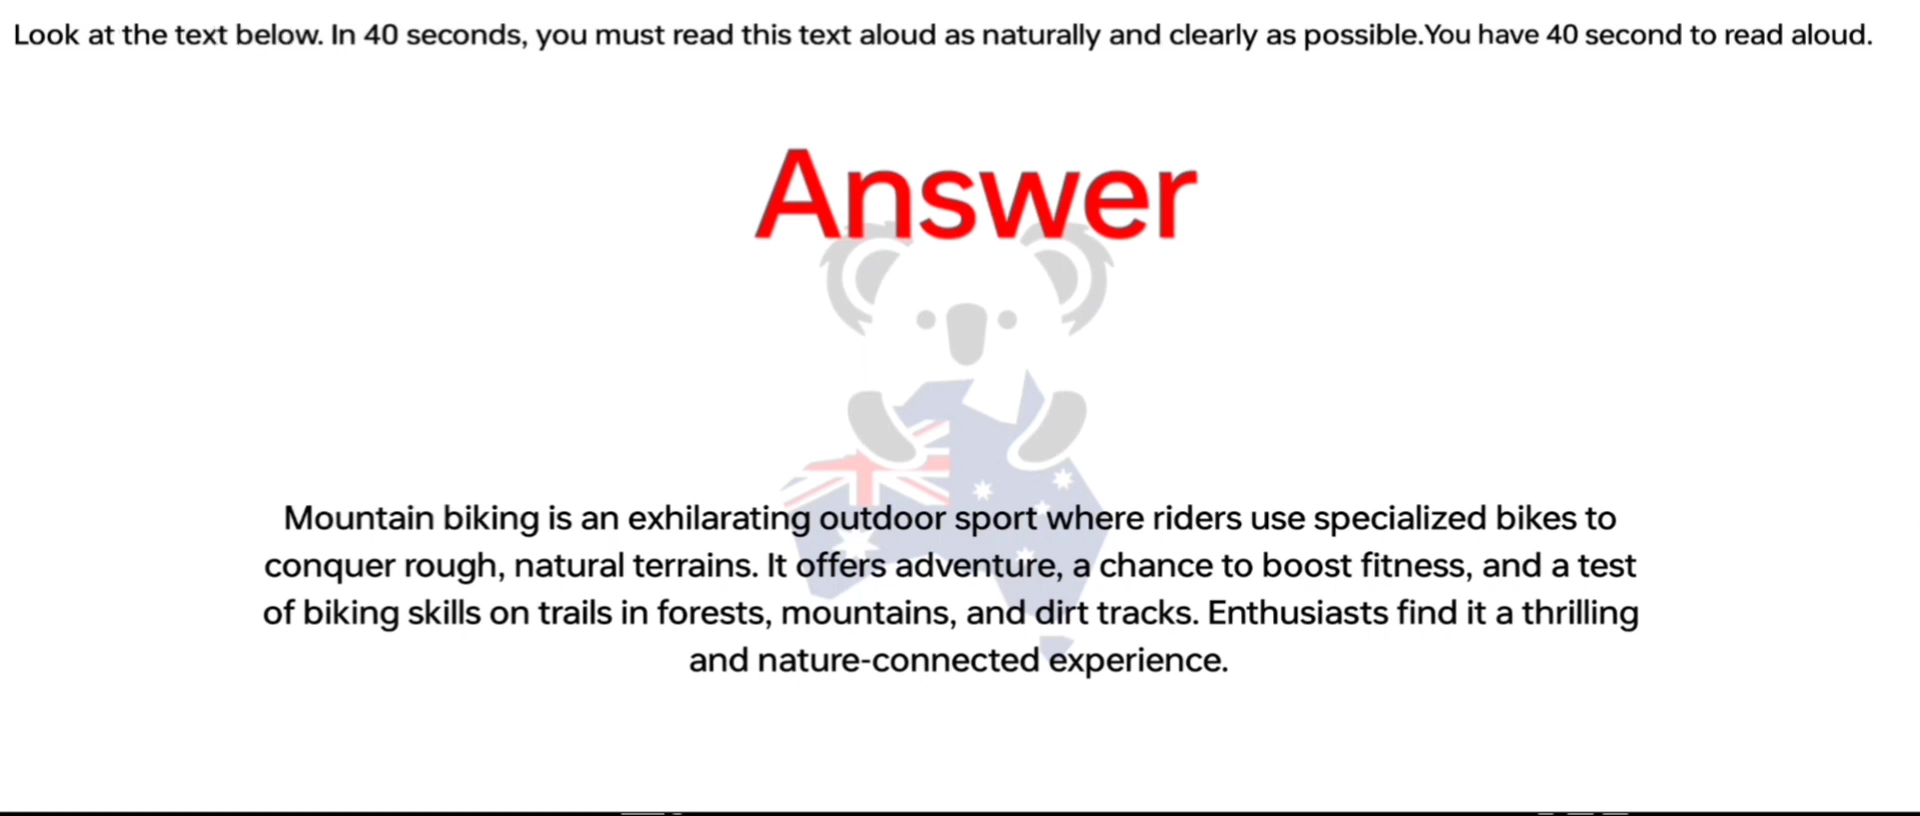 Look at the text below. In 40 seconds, you must read this text aloud as naturally and clearly as possible.You have 40 second to read aloud.
Answer
Mountain biking is an exhilarating outdoor sport where riders use specialized bikes to
conquer rough, natural terrains. It offers adventure, a chance to boost fitness, and a test
of biking skills on trails in forests, mountains, and dirt tracks. Enthusiasts find it a thrilling
and nature-connected experience.